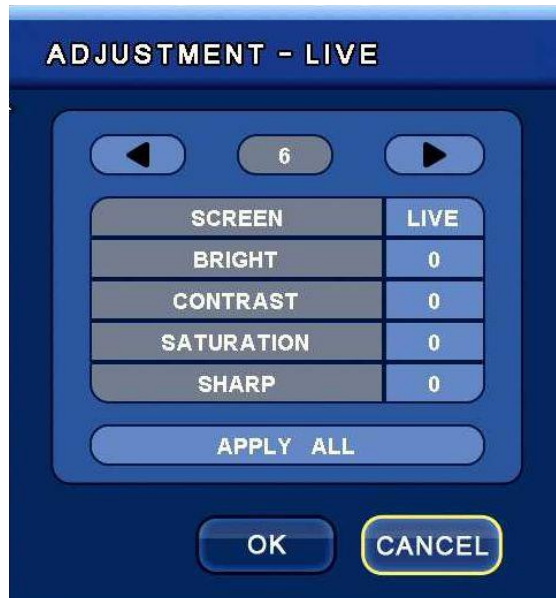 ADJUSTMENT - LIVE
6
SCREEN LIVE
BRIGHT 0
CONTRAST 0
SATURATION 0
SHARP 0
APPLY ALL
OK CANCEL